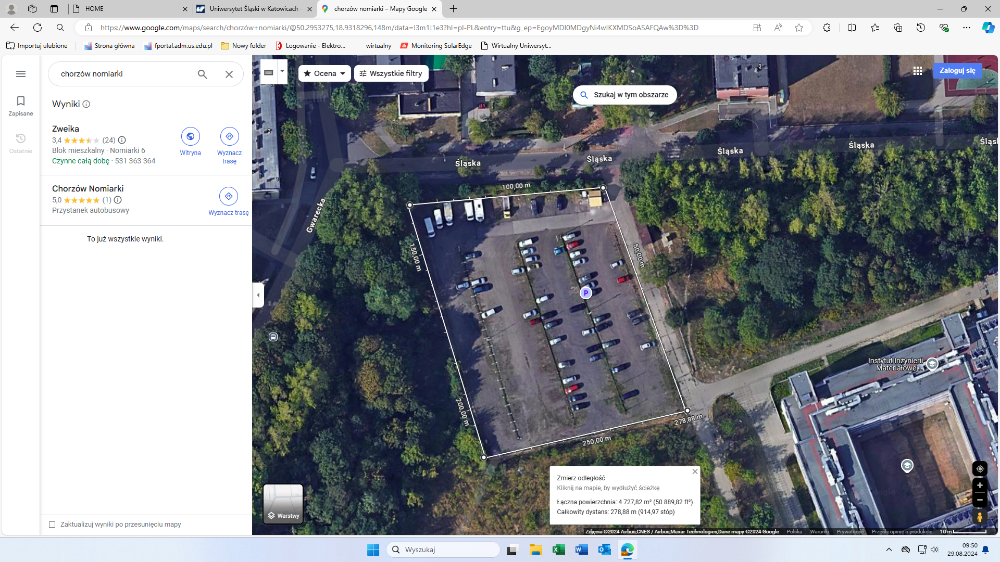 HOME
Uniwersytet Śląski w Katowicach -
chorzów nomiarki – Mapy Google
https://www.google.com/maps/search/chorzów+nomiarki/@50.2953275,18.9318296,148m/data=!3m1!1e3?hl=pl-PL&entry=ttu&g_ep=EgoyMDI0MDgyNi4wIKXMDSoASAFQAw%3D%3D
Importuj ulubione
Strona główna
fportal.adm.us.edu.pl
Nowy folder
Logowanie - Elektro...
wirtualny
Monitoring SolarEdge
Wirtualny Uniwersyt...
chorzów nomiarki
Zapisane
Ostatnie
Wyniki
Zweika
3,4 (24)
Blok mieszkalny · Nomiarki 6
Czynne całą dobę · 531 363 364
Witryna
Wyznacz
trasę
Chorzów Nomiarki
5,0 (1)
Przystanek autobusowy
Wyznacz trasę
To już wszystkie wyniki.
Zaktualizuj wyniki po przesunięciu mapy
Ocena
Wszystkie filtry
Szukaj w tym obszarze
Zaloguj się
3
3
3
1
Śląska
Śląska
Śląska
Śląska
Śląsk
Gwarecka
100,00 m
150,00 m
50,00 m
200,00 m
250,00 m
278,88 m
P
Instytut Inżynierii
Materiałowej...
Zmierz odległość
Kliknij na mapie, by wydłużyć ścieżkę
Łączna powierzchnia: 4 727,82 m² (50 889,82 ft²)
Całkowity dystans: 278,88 m (914,97 stóp)
Warstwy
Google
Zdjęcia ©2024 Airbus,CNES / Airbus,Maxar Technologies,Dane mapy ©2024 Google
Polska
Warunki
Prywatność
Prześlij opinię o produkcie
10 m
Wyszukaj
09:50
29.08.2024